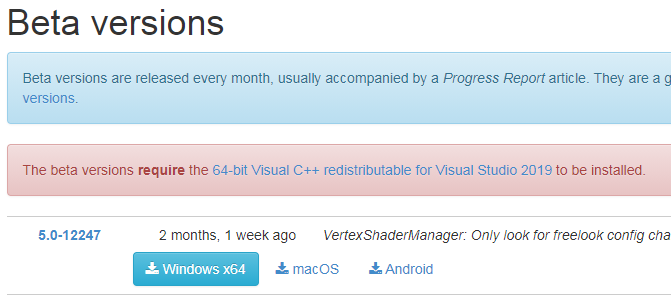 Beta versions
Beta versions are released every month, usually accompanied by a Progress Report article. They are a
versions.
The beta versions require the 64-bit Visual C++ redistributable for Visual Studio 2019 to be installed.
5.0-12247 2 months, 1 week ago VertexShaderManager: Only look for freelook config
Windows x64 macOS Android